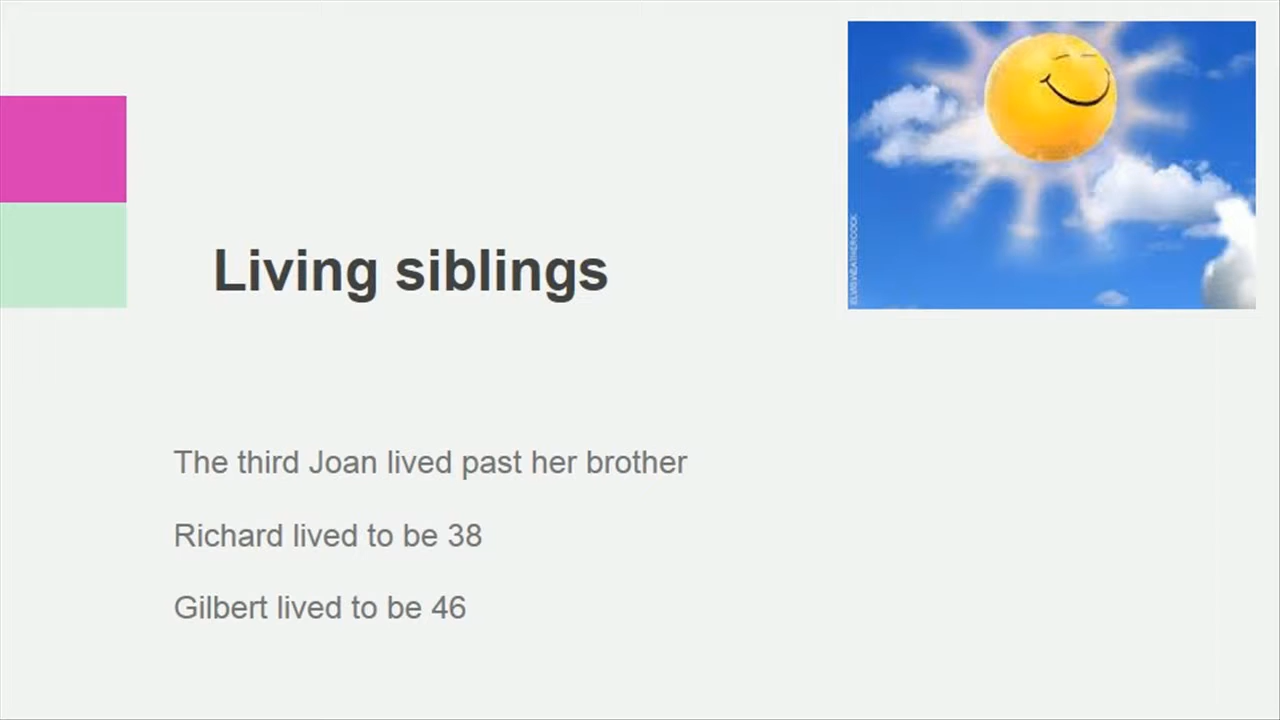 Living siblings
The third Joan lived past her brother
Richard lived to be 38
Gilbert lived to be 46